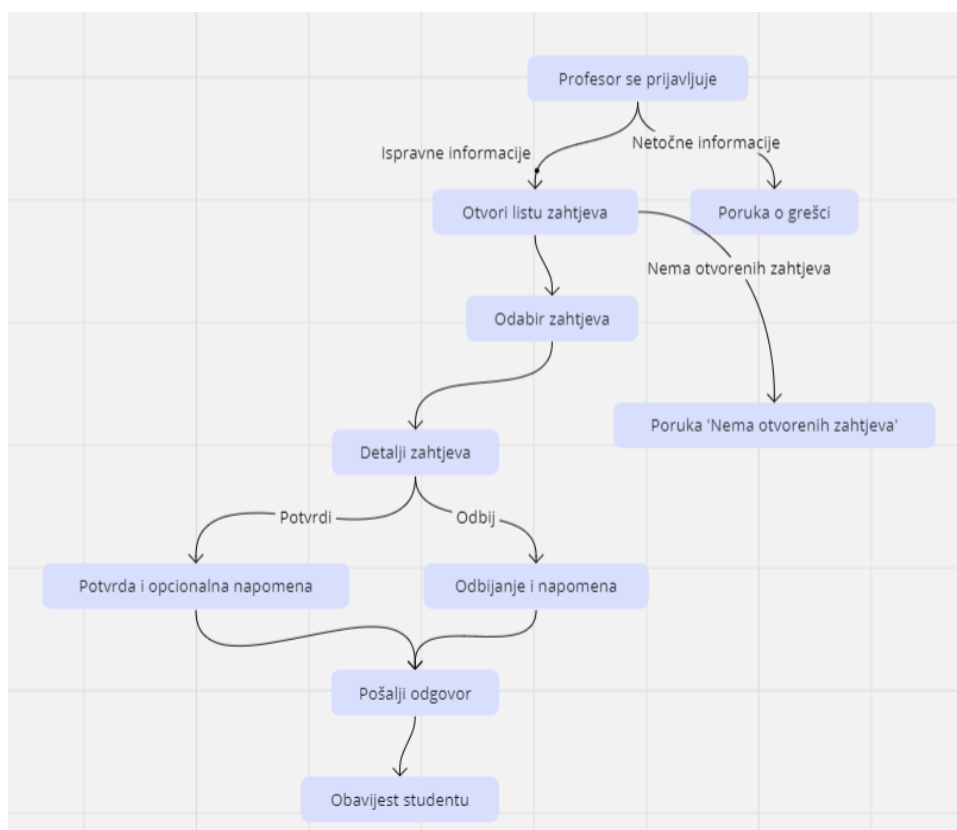 Profesor se prijavljuje
Netočne informacije
Ispravne informacije
Otvori listu zahtjeva
Poruka o grešci
Nema otvorenih zahtjeva
Odabir zahtjeva
Poruka 'Nema otvorenih zahtjeva'
Detalji zahtjeva
Potvrdi
Odbij
Potvrda i opcionalna napomena
Odbijanje i napomena
Pošalji odgovor
Obavijest studentu